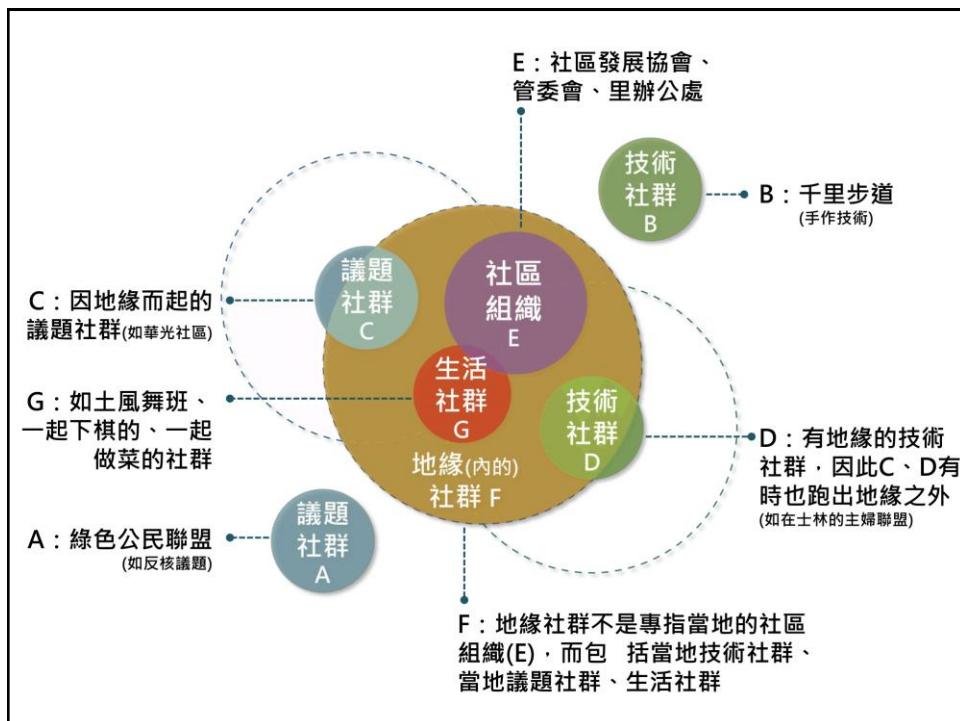 E：社區發展協會、
管委會、里辦公處
技術
社群
B
B：千里步道
(手作技術)
議題
社群
C
社區
組織
E
C：因地緣而起的
議題社群(如華光社區)
生活
社群
G
G：如土風舞班、
一起下棋的、一起
做菜的社群
技術
社群
D
D：有地緣的技術
社群，因此C、D有
時也跑出地緣之外
(如在士林的主婦聯盟)
地緣(內的)
社群 F
議題
社群
A
A：綠色公民聯盟
(如反核議題)
F：地緣社群不是專指當地的社區
組織(E)，而包 括當地技術社群、
當地議題社群、生活社群